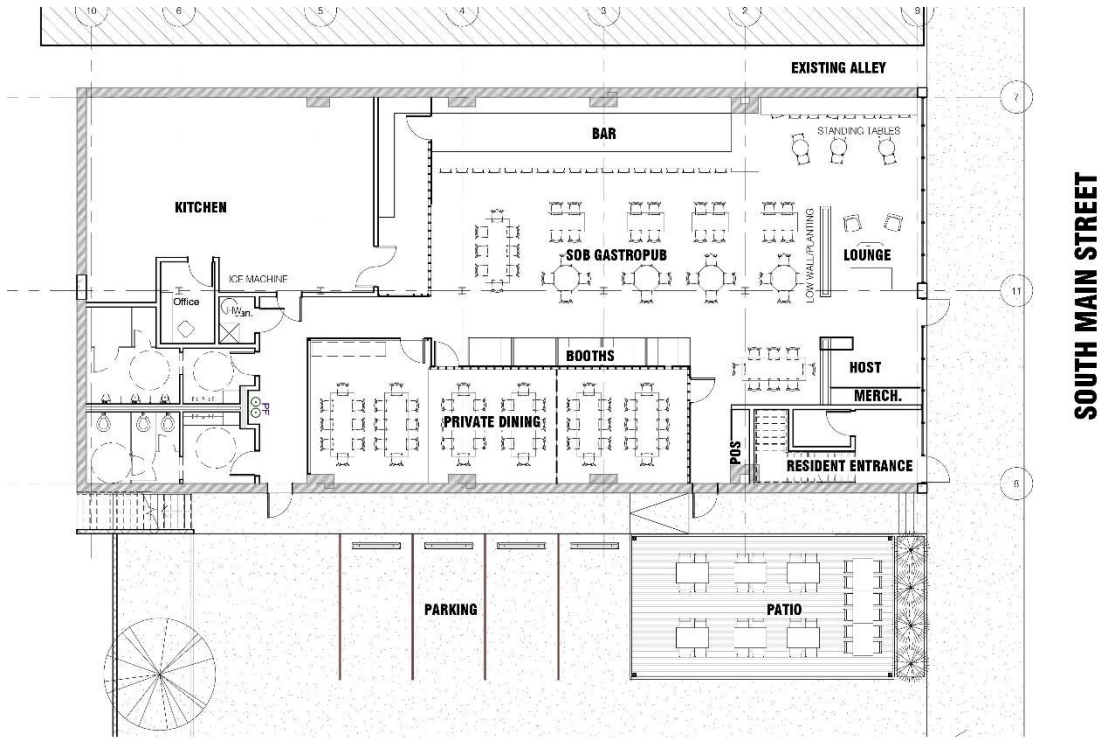 10
6
5
3
2
9
EXISTING ALLEY
7
BAR
STANDING TABLES
KITCHEN
SOB GASTROPUB
LOW WALL/PLANTING
LOUNGE
ICE MACHINE
Office
11
BOOTHS
HOST
MERCH.
PF
PRIVATE DINING
POS
RESIDENT ENTRANCE
8
PARKING
PATIO
SOUTH MAIN STREET